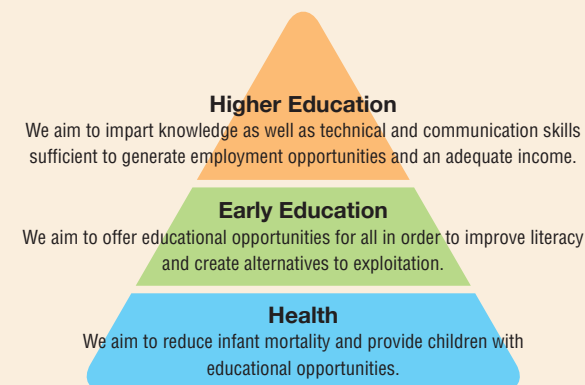 Higher Education
We aim to impart knowledge as well as technical and communication skills
sufficient to generate employment opportunities and an adequate income.
Early Education
We aim to offer educational opportunities for all in order to improve literacy
and create alternatives to exploitation.
Health
We aim to reduce infant mortality and provide children with
educational opportunities.